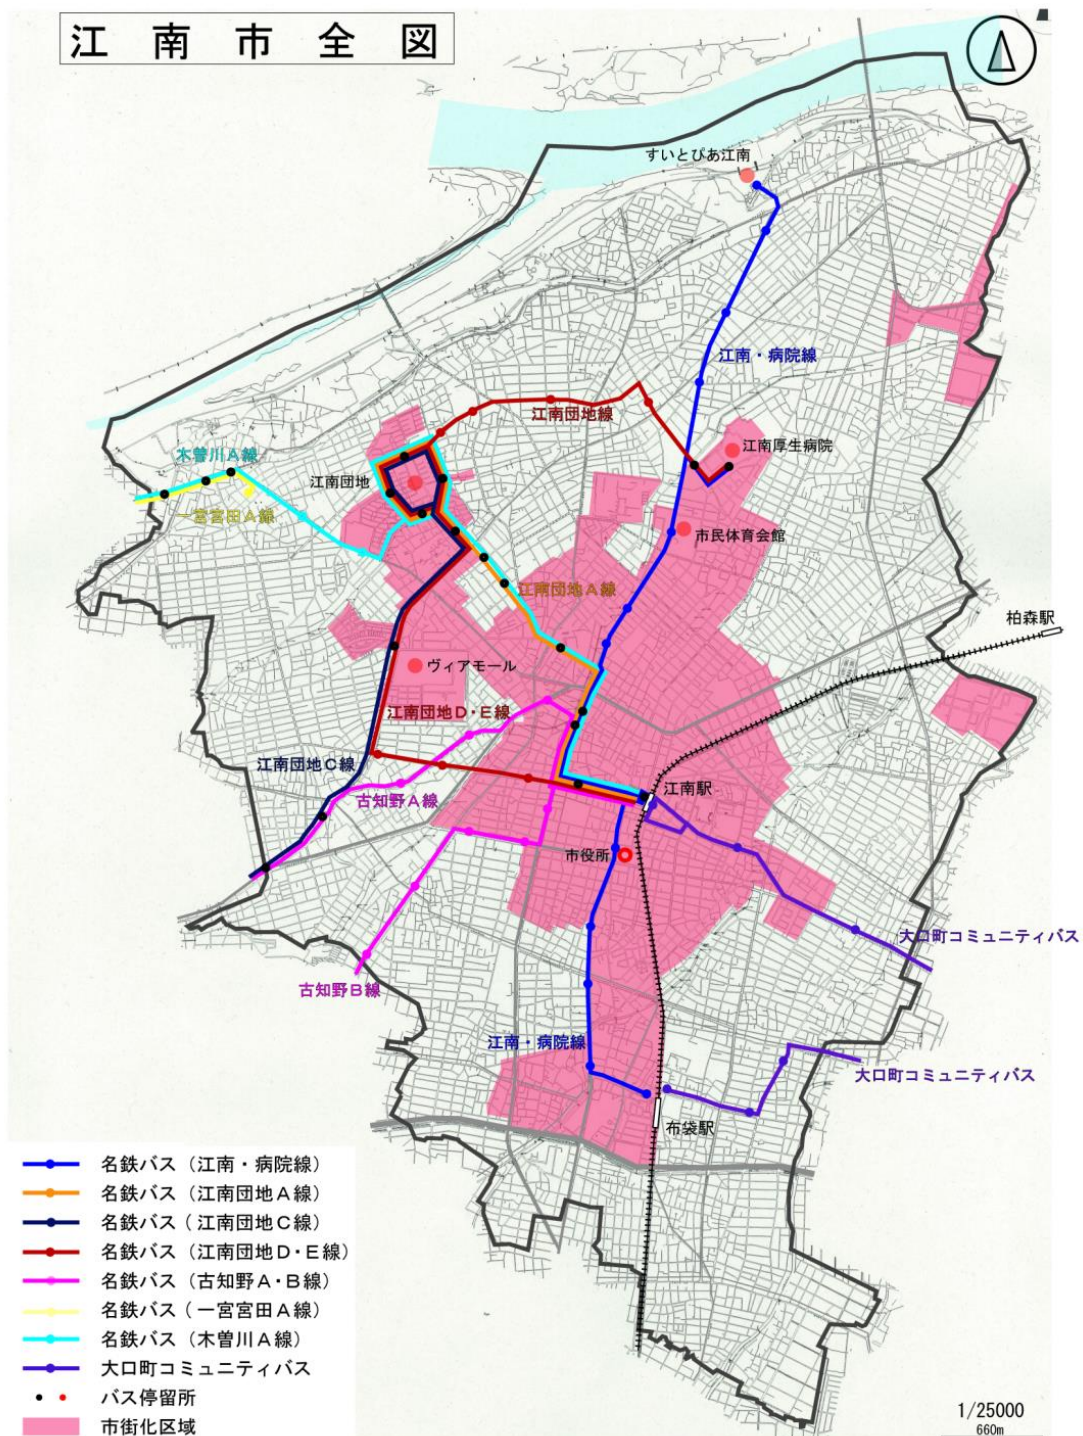 江南市全図
すいとぴあ江南
江南・病院線
江南団地線
木曽川A線
江南厚生病院
江南団地
一宮宮田A線
市民体育会館
江南団地A線
柏森駅
ヴィアモール
江南団地D・E線
江南団地C線
江南駅
古知野A線
市役所
大口町コミュニティバス
古知野B線
江南・病院線
大口町コミュニティバス
布袋駅
名鉄バス(江南・病院線)
名鉄バス(江南団地A線)
名鉄バス(江南団地C線)
名鉄バス(江南団地D・E線)
名鉄バス(古知野A・B線)
名鉄バス(一宮宮田A線)
名鉄バス(木曽川A線)
大口町コミュニティバス
バス停留所
市街化区域
1/25000
660m